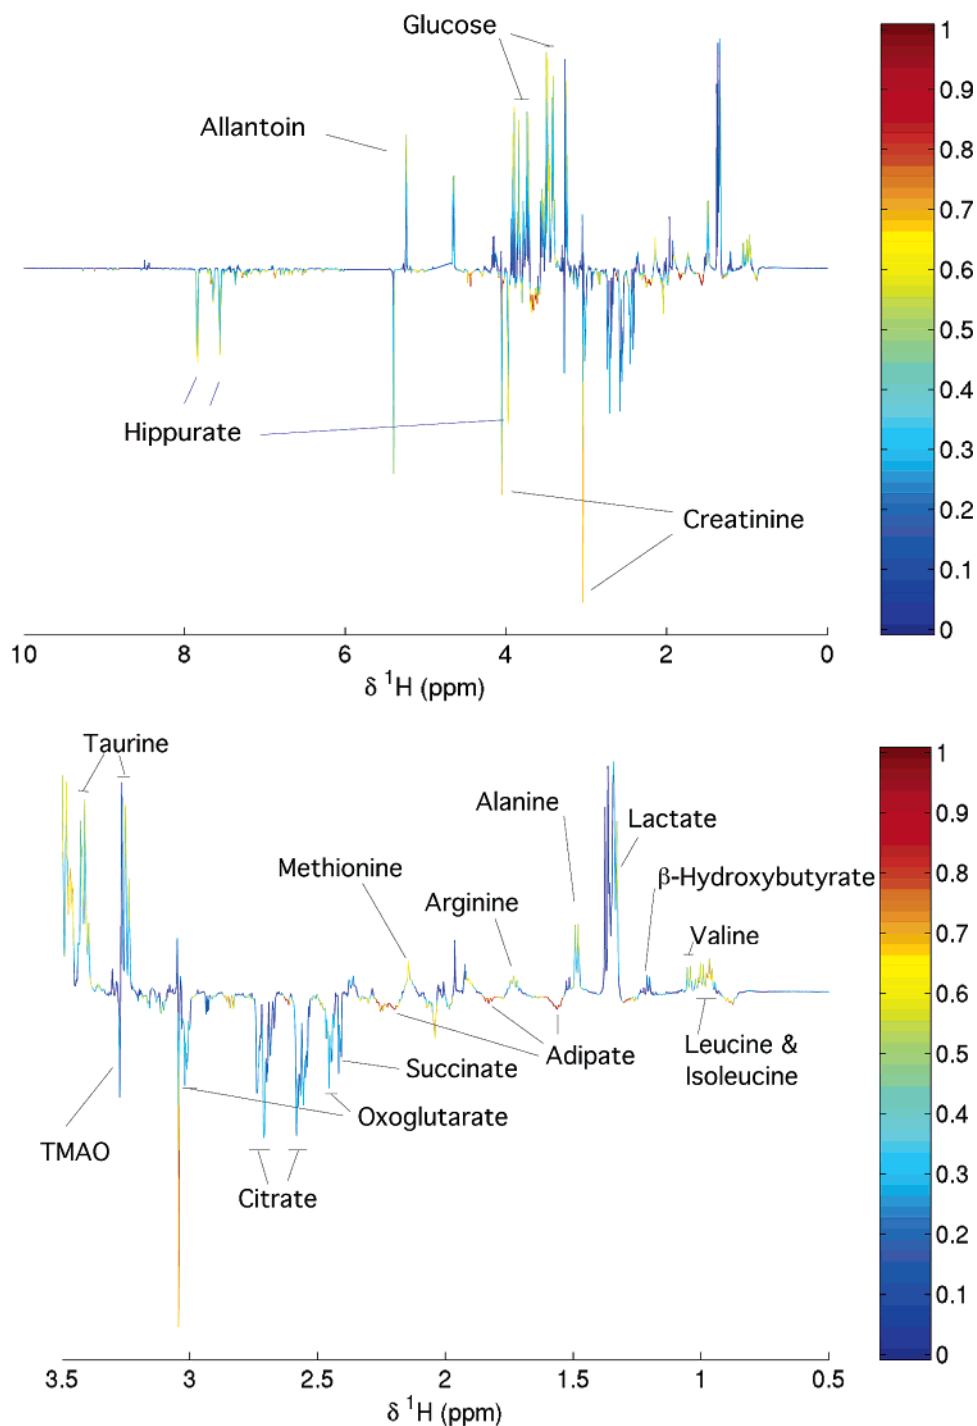 Glucose
Allantoin
Hippurate
Creatinine
1
0.9
0.8
0.7
0.6
0.5
0.4
0.3
0.2
0.1
0
10 8 6 4 2 0
δ ¹H (ppm)
Taurine
Alanine
Lactate
Methionine
β-Hydroxybutyrate
Arginine
Valine
Adipate
Leucine &
Isoleucine
Succinate
Oxoglutarate
TMAO
Citrate
1
0.9
0.8
0.7
0.6
0.5
0.4
0.3
0.2
0.1
0
3.5 3 2.5 2 1.5 1 0.5
δ ¹H (ppm)